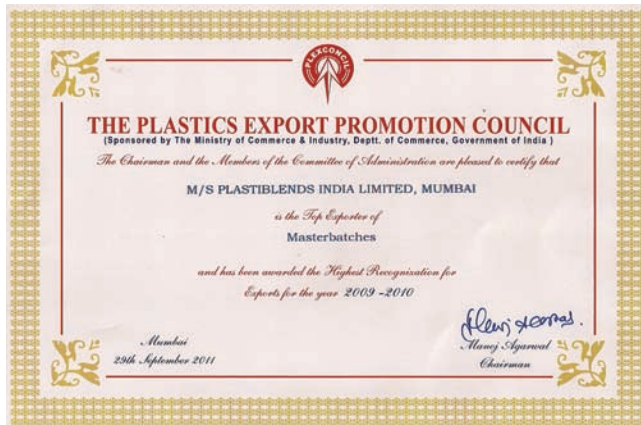 PLEXCONCIL
THE PLASTICS EXPORT PROMOTION COUNCIL
(Sponsored by The Ministry of Commerce & Industry, Deptt. of Commerce, Government of India )
The Chairman and the Members of the Committee of Administration are pleased to certify that
M/S PLASTIBLENDS INDIA LIMITED, MUMBAI
is the Top Exporter of
Masterbatches
and has been awarded the Highest Recognization for
Exports for the year 2009 -2010
Mumbai
29th September 2011
Manoj Agarwal
Chairman